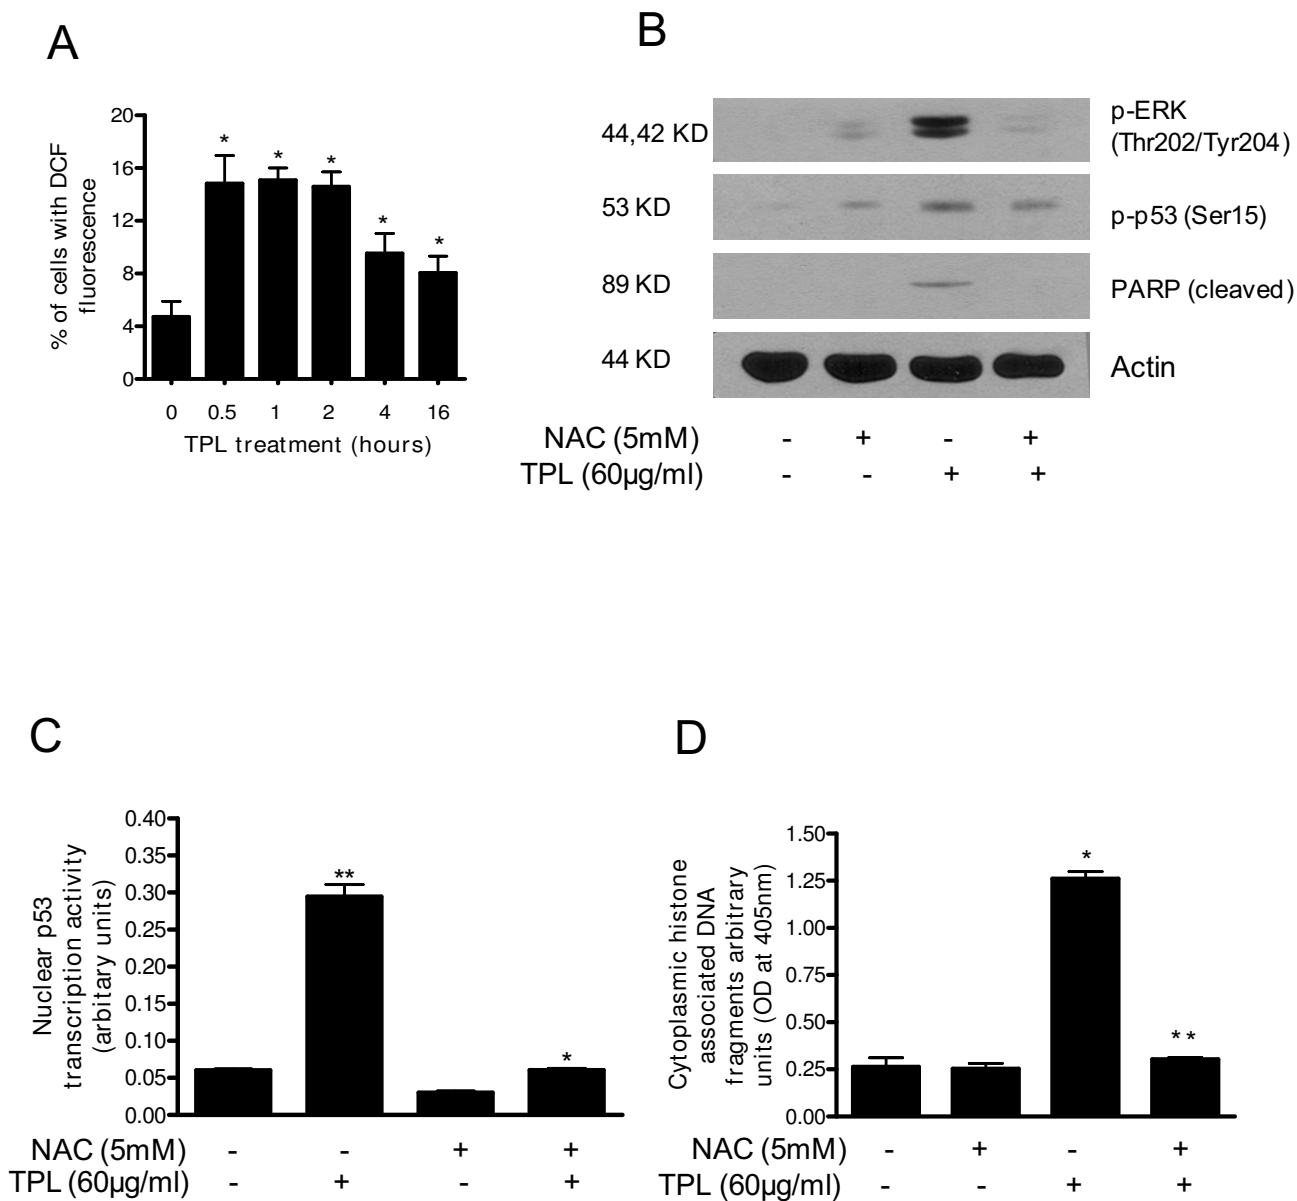 A
% of cells with DCF
fluorescence
20
16
12
8
4
0
* * * * *
0 0.5 1 2 4 16
TPL treatment (hours)
B
44,42 KD
p-ERK
(Thr202/Tyr204)
53 KD
p-p53 (Ser15)
89 KD
PARP (cleaved)
44 KD
Actin
NAC (5mM) - + - +
TPL (60µg/ml) - - + +
C
Nuclear p53
transcription activity
(arbitary units)
0.40
0.35
0.30
0.25
0.20
0.15
0.10
0.05
0.00
** *
NAC (5mM) - - + +
TPL (60µg/ml) - + - +
D
Cytoplasmic histone
associated DNA
fragments arbitrary
units (OD at 405nm)
1.50
1.25
1.00
0.75
0.50
0.25
0.00
* **
NAC (5mM) - + - +
TPL (60µg/ml) - - + +